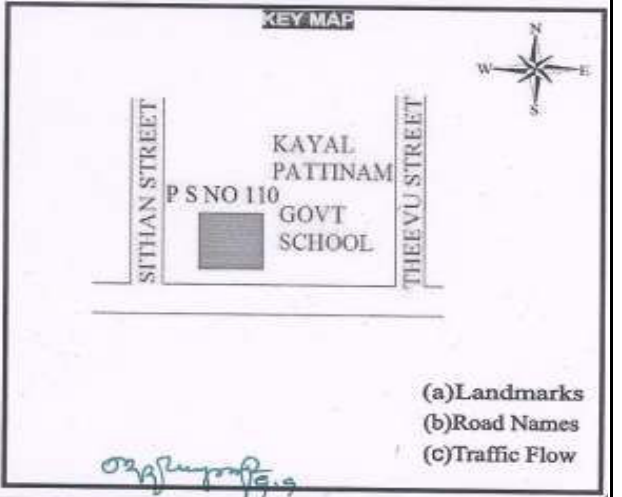 KEY MAP
N
W E
S
SITHAN STREET
THEEVU STREET
KAYAL
PATTINAM
P S NO 110
GOVT
SCHOOL
(a)Landmarks
(b)Road Names
(c)Traffic Flow